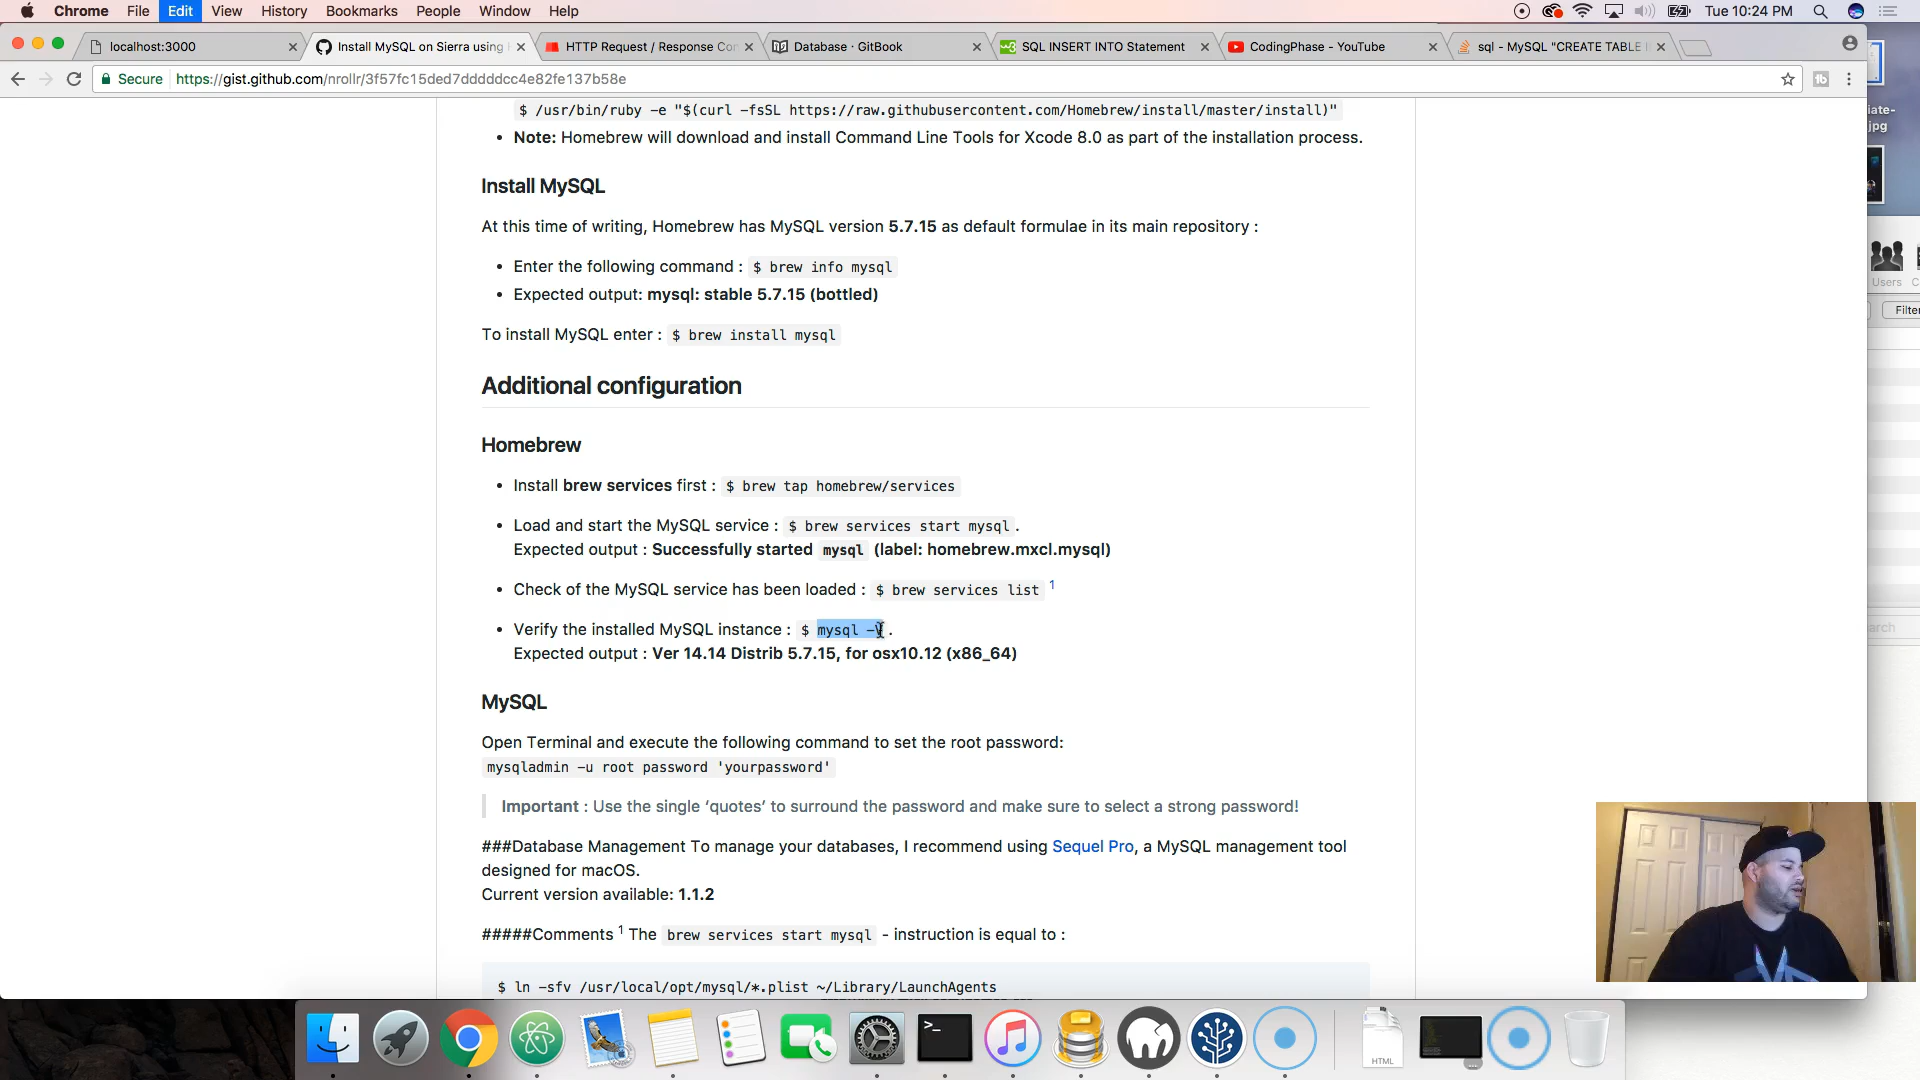 Chrome File Edit View History Bookmarks People Window Help Tue 10:24 PM
localhost:3000 Install MySQL on Sierra using HTTP Request / Response Co Database · GitBook SQL INSERT INTO Statement CodingPhase - YouTube sql - MySQL "CREATE TABLE
Secure https://gist.github.com/nrollr/3f57fc15ded7dddddcc4e82fe137b58e
$ /usr/bin/ruby -e "$(curl -fsSL https://raw.githubusercontent.com/Homebrew/install/master/install)"
• Note: Homebrew will download and install Command Line Tools for Xcode 8.0 as part of the installation process.
Install MySQL
At this time of writing, Homebrew has MySQL version 5.7.15 as default formulae in its main repository :
• Enter the following command : $ brew info mysql
• Expected output: mysql: stable 5.7.15 (bottled)
To install MySQL enter : $ brew install mysql
Additional configuration
Homebrew
• Install brew services first : $ brew tap homebrew/services
• Load and start the MySQL service : $ brew services start mysql.
Expected output : Successfully started mysql (label: homebrew.mxcl.mysql)
• Check of the MySQL service has been loaded : $ brew services list 1
• Verify the installed MySQL instance : $ mysql -V.
Expected output : Ver 14.14 Distrib 5.7.15, for osx10.12 (x86_64)
MySQL
Open Terminal and execute the following command to set the root password:
mysqladmin -u root password 'yourpassword'
Important : Use the single ‘quotes’ to surround the password and make sure to select a strong password!
###Database Management To manage your databases, I recommend using Sequel Pro, a MySQL management tool
designed for macOS.
Current version available: 1.1.2
#####Comments 1 The brew services start mysql - instruction is equal to :
$ ln -sfv /usr/local/opt/mysql/*.plist ~/Library/LaunchAgents
iate-
.jpg
Users
Filter
earch
HTML